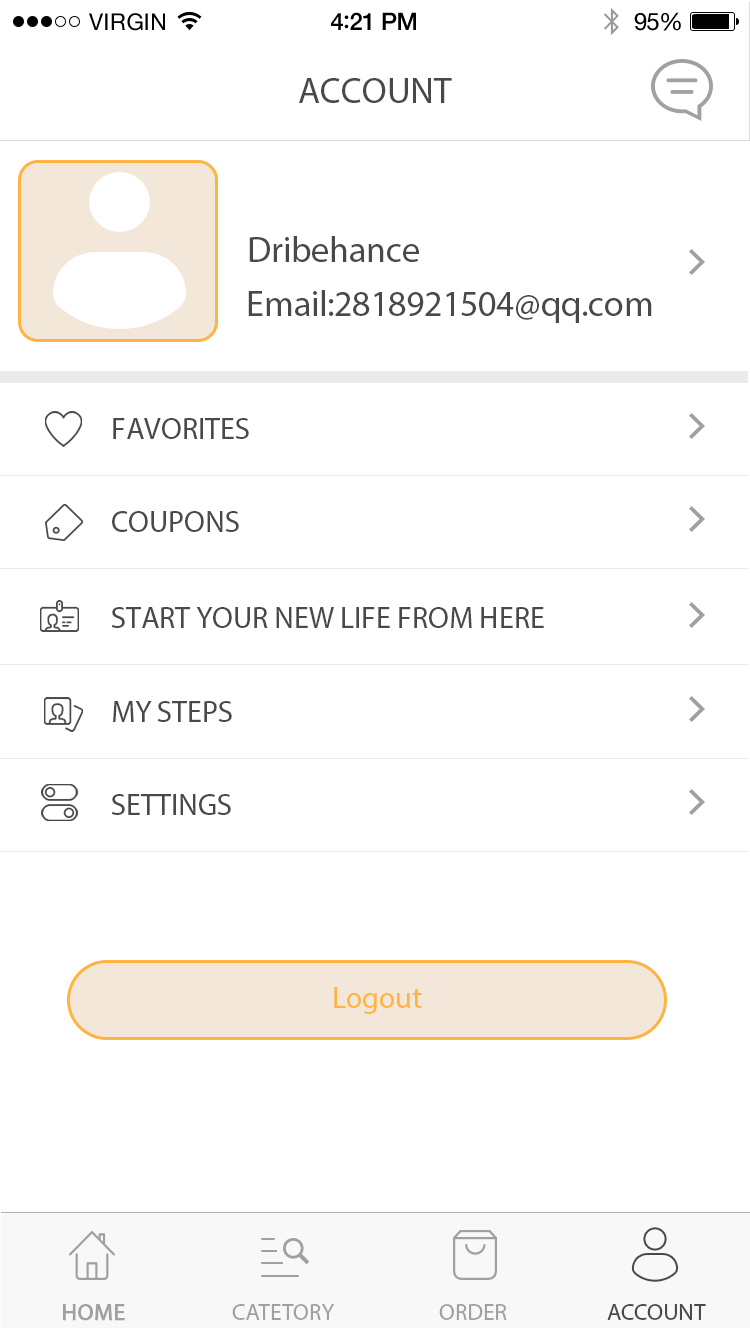 VIRGIN 4:21 PM 95%
ACCOUNT
Dribehance
Email:2818921504@qq.com
FAVORITES
COUPONS
START YOUR NEW LIFE FROM HERE
MY STEPS
SETTINGS
Logout
HOME CATETORY ORDER ACCOUNT